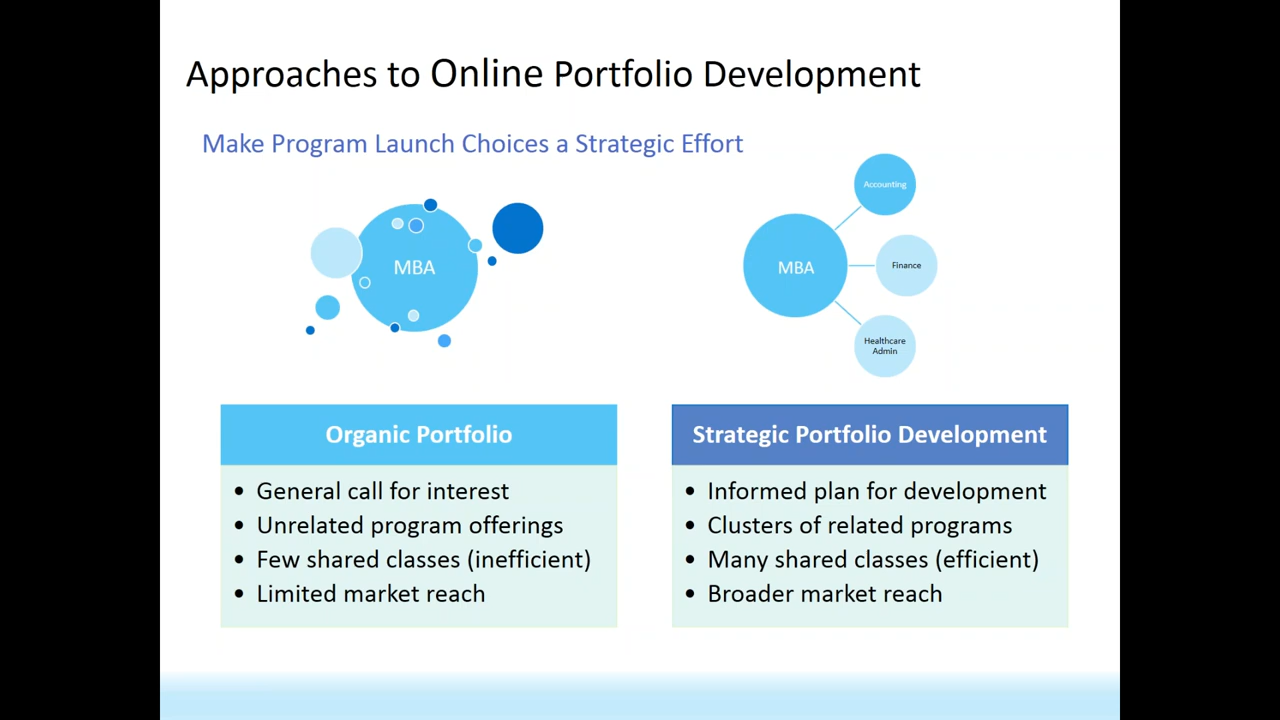 Approaches to Online Portfolio Development
Make Program Launch Choices a Strategic Effort
MBA
MBA
Accounting
Finance
Healthcare
Admin
Organic Portfolio
• General call for interest
• Unrelated program offerings
• Few shared classes (inefficient)
• Limited market reach
Strategic Portfolio Development
• Informed plan for development
• Clusters of related programs
• Many shared classes (efficient)
• Broader market reach